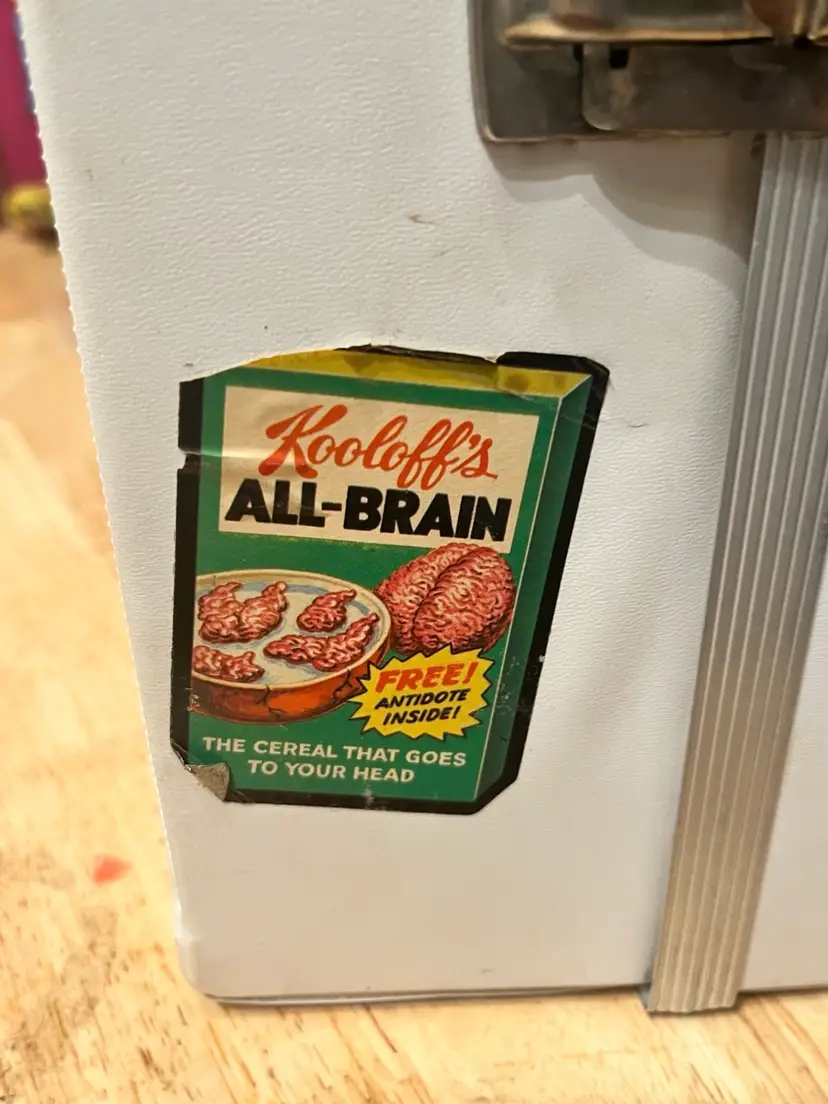 Kooloff's
ALL-BRAIN
FREE!
ANTIDOTE
INSIDE!
THE CEREAL THAT GOES
TO YOUR HEAD